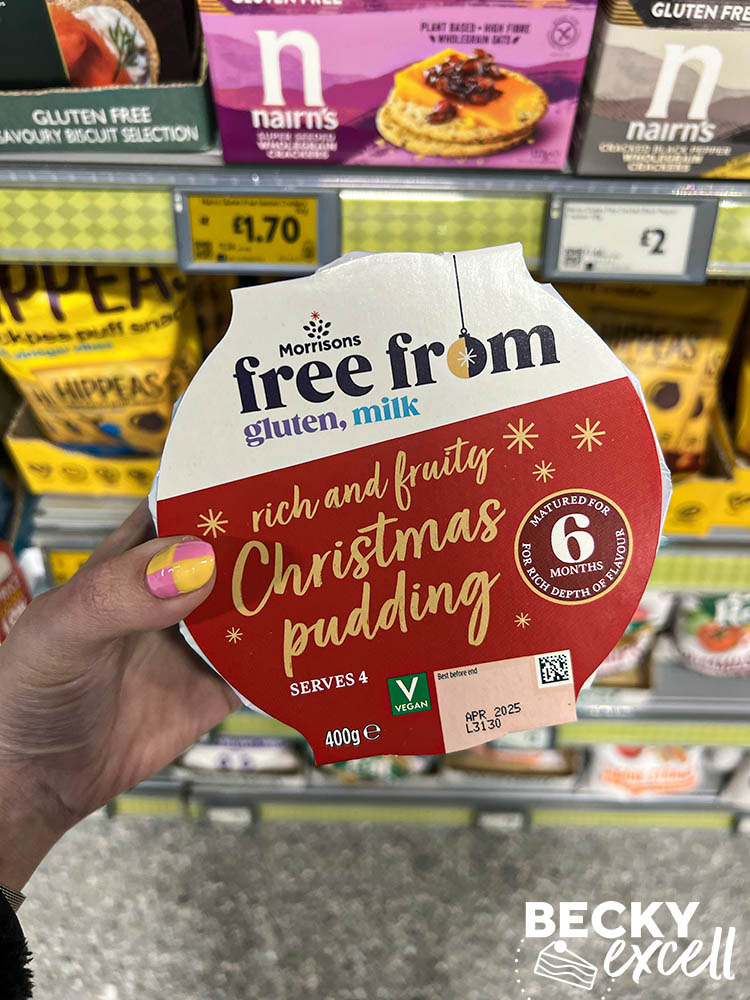 GLUTEN FREE
SAVOURY BISCUIT SELECTION
GLUTEN FREE
PLANT BASED • HIGH FIBRE
WHOLEGRAIN OATS
n
nairn's
SUPER SEEDED
WHOLEGRAIN
CRACKERS
GLUTEN FRE
n
nairn's
CRACKED BLACK PEPPER
WHOLEGRAIN
CRACKERS
£1.70
£2
HIPPEAS
HIPPEAS
Morrisons
free from
gluten, milk
rich and fruity
Christmas
pudding
MATURED FOR
6
MONTHS
FOR RICH DEPTH OF FLAVOUR
SERVES 4
V
VEGAN
400g e
Best before end
APR 2025
L3130
BECKY
excell